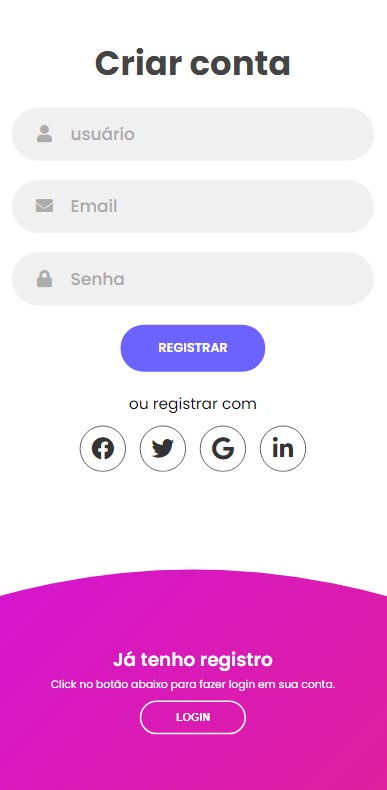 Criar conta
usuário
Email
Senha
REGISTRAR
ou registrar com
Já tenho registro
Click no botão abaixo para fazer login em sua conta.
LOGIN